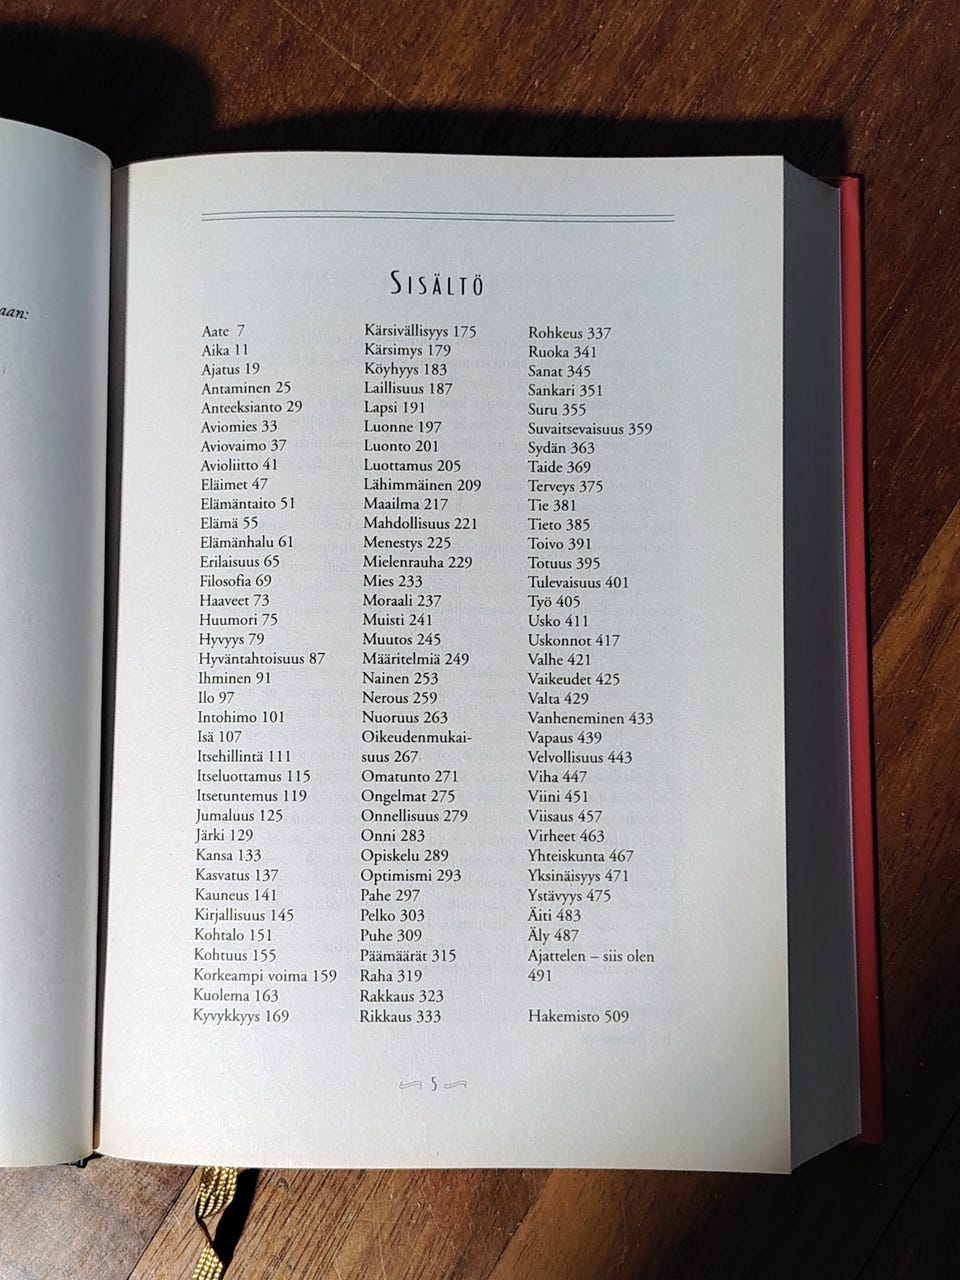 aan:
SISÄLTÖ
Aate 7
Aika 11
Ajatus 19
Antaminen 25
Anteeksianto 29
Aviomies 33
Aviovaimo 37
Avioliitto 41
Eläimet 47
Elämäntaito 51
Elämä 55
Elämänhalu 61
Erilaisuus 65
Filosofia 69
Haaveet 73
Huumori 75
Hyvyys 79
Hyväntahtoisuus 87
Ihminen 91
Ilo 97
Intohimo 101
Isä 107
Itsehillintä 111
Itseluottamus 115
Itsetuntemus 119
Jumaluus 125
Järki 129
Kansa 133
Kasvatus 137
Kauneus 141
Kirjallisuus 145
Kohtalo 151
Kohtuus 155
Korkeampi voima 159
Kuolema 163
Kyvykkyys 169
Kärsivällisyys 175
Kärsimys 179
Köyhyys 183
Laillisuus 187
Lapsi 191
Luonne 197
Luonto 201
Luottamus 205
Lähimmäinen 209
Maailma 217
Mahdollisuus 221
Menestys 225
Mielenrauha 229
Mies 233
Moraali 237
Muisti 241
Muutos 245
Määritelmiä 249
Nainen 253
Nerous 259
Nuoruus 263
Oikeudenmukai-
suus 267
Omatunto 271
Ongelmat 275
Onnellisuus 279
Onni 283
Opiskelu 289
Optimismi 293
Pahe 297
Pelko 303
Puhe 309
Päämäärät 315
Raha 319
Rakkaus 323
Rikkaus 333
Rohkeus 337
Ruoka 341
Sanat 345
Sankari 351
Suru 355
Suvaitsevaisuus 359
Sydän 363
Taide 369
Terveys 375
Tie 381
Tieto 385
Toivo 391
Totuus 395
Tulevaisuus 401
Työ 405
Usko 411
Uskonnot 417
Valhe 421
Vaikeudet 425
Valta 429
Vanheneminen 433
Vapaus 439
Velvollisuus 443
Viha 447
Viini 451
Viisaus 457
Virheet 463
Yhteiskunta 467
Yksinäisyys 471
Ystävyys 475
Äiti 483
Äly 487
Ajattelen – siis olen
491
Hakemisto 509
5